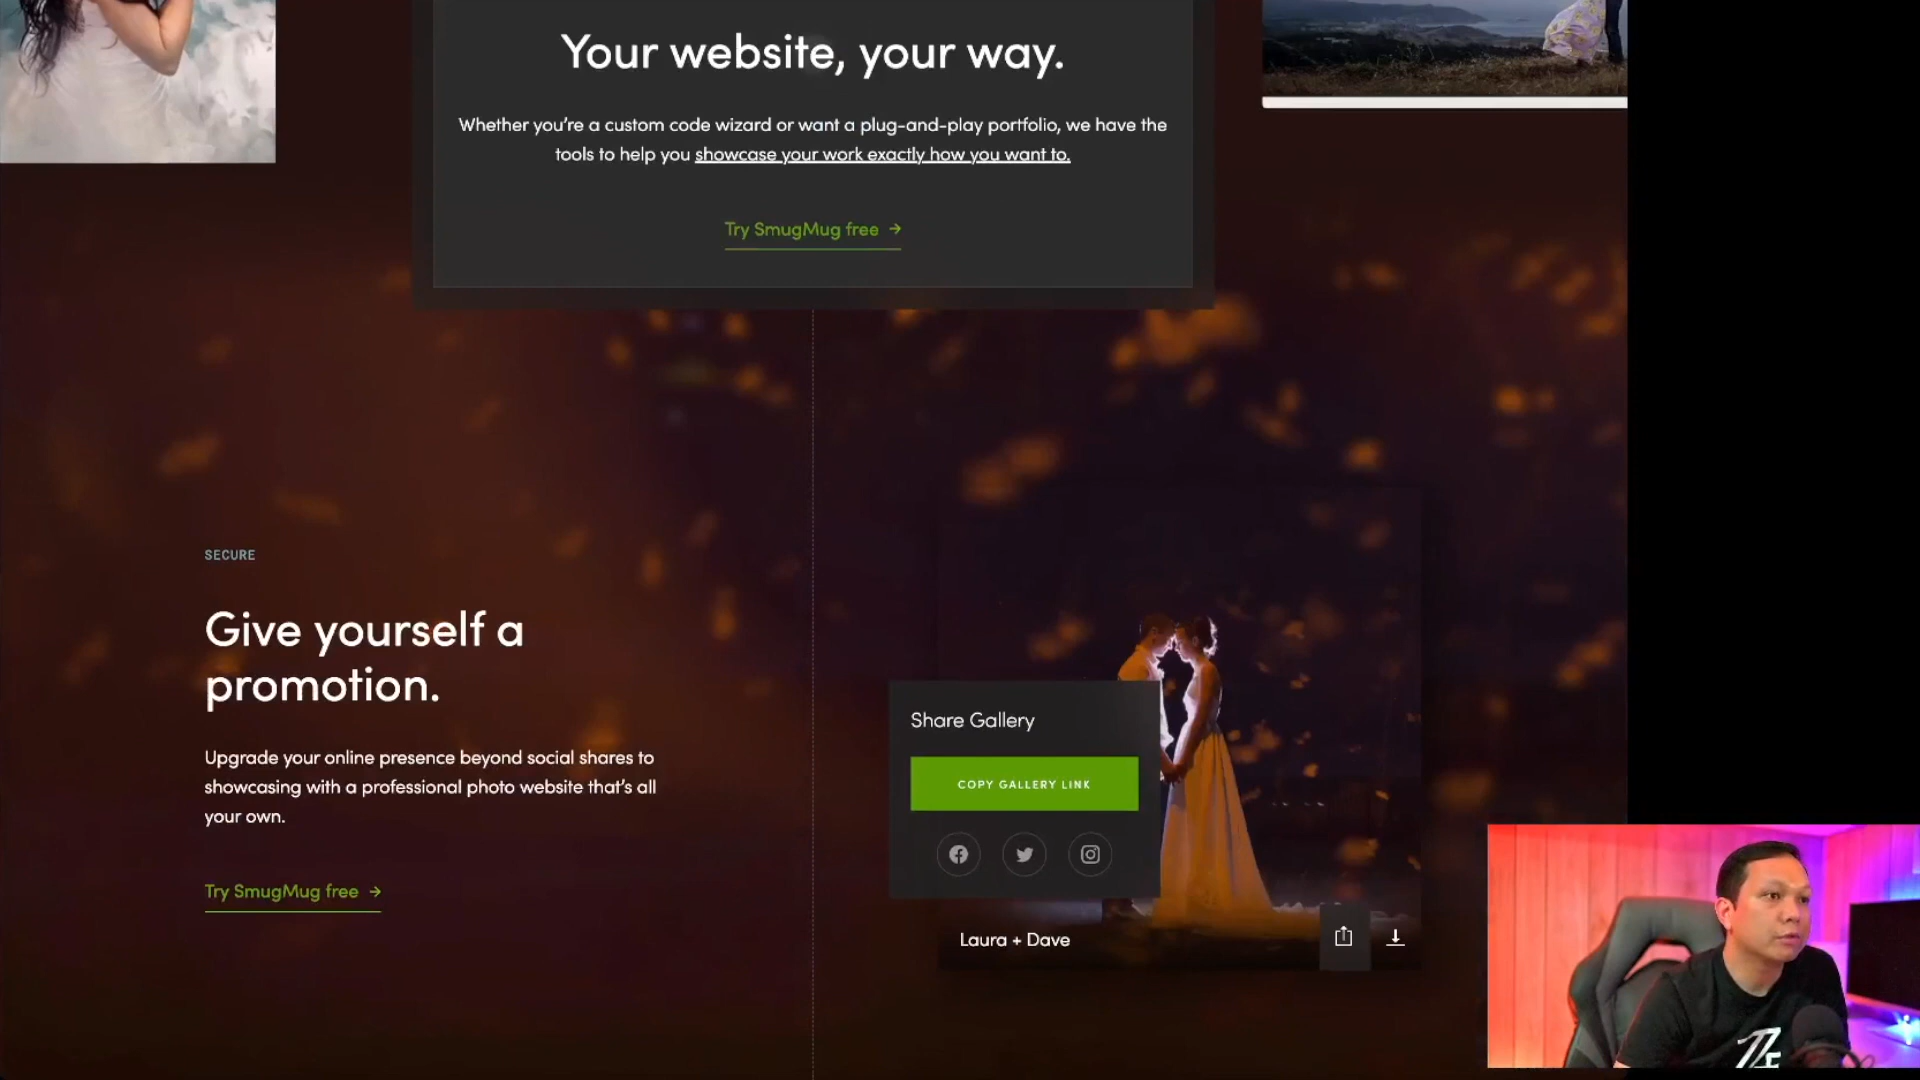 Your website, your way.
Whether you're a custom code wizard or want a plug-and-play portfolio, we have the
tools to help you showcase your work exactly how you want to.
Try SmugMug free →
SECURE
Give yourself a
promotion.
Upgrade your online presence beyond social shares to
showcasing with a professional photo website that's all
your own.
Try SmugMug free →
Share Gallery
COPY GALLERY LINK
Laura + Dave